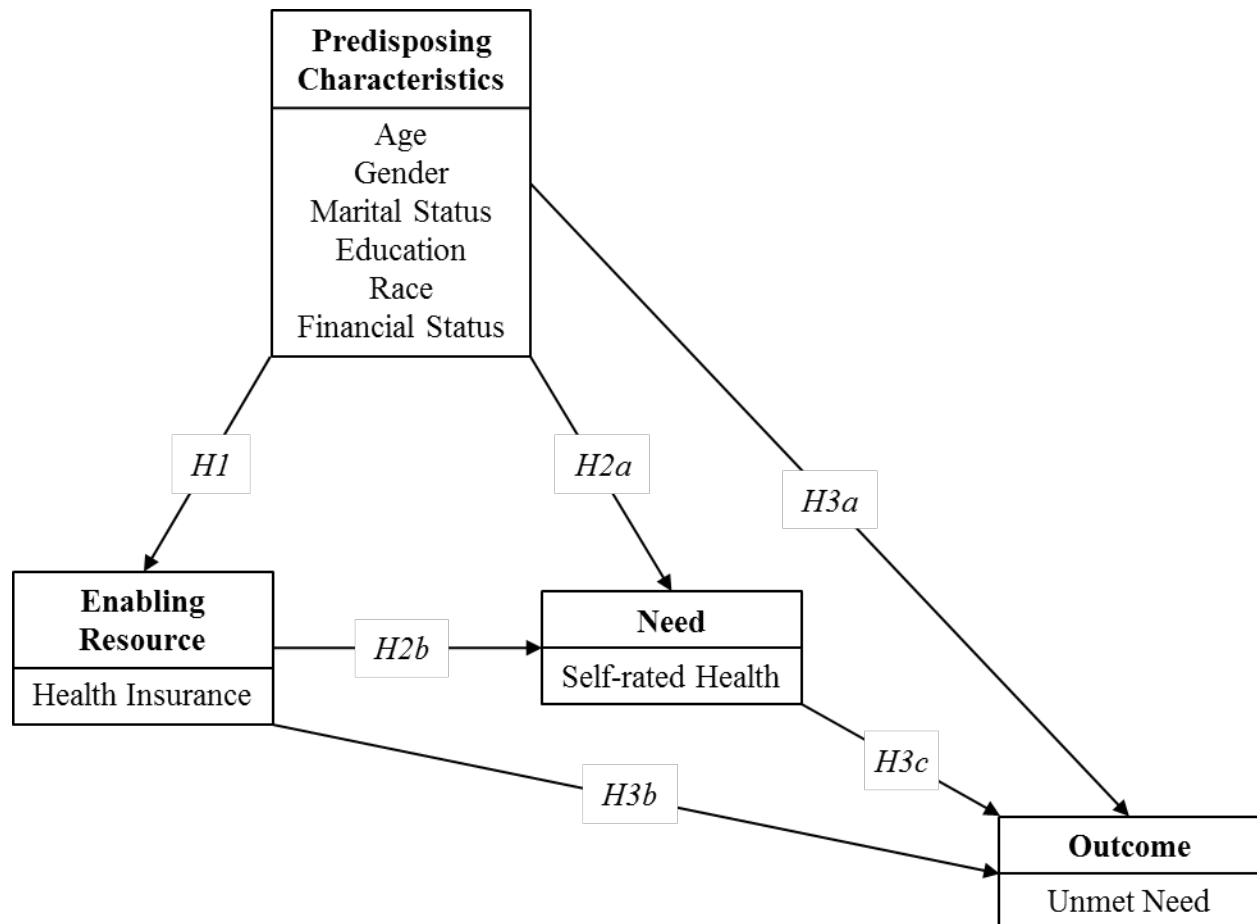 Predisposing
Characteristics
Age
Gender
Marital Status
Education
Race
Financial Status
H1
H2a
H3a
Enabling
Resource
Health Insurance
H2b
Need
Self-rated Health
H3b
H3c
Outcome
Unmet Need